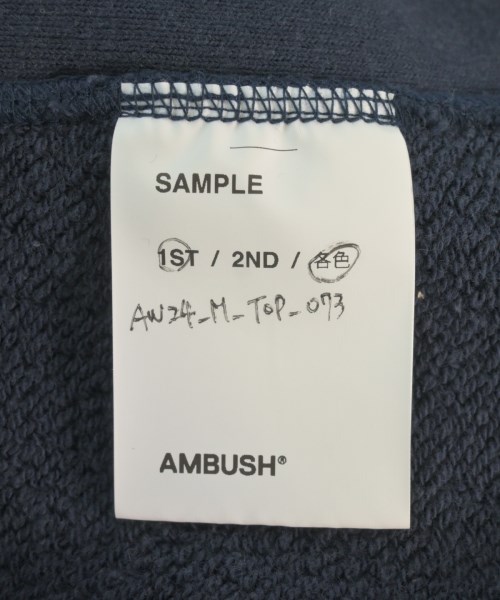 SAMPLE
1ST / 2ND / 各色
AW24_M_TOP_073
AMBUSH®